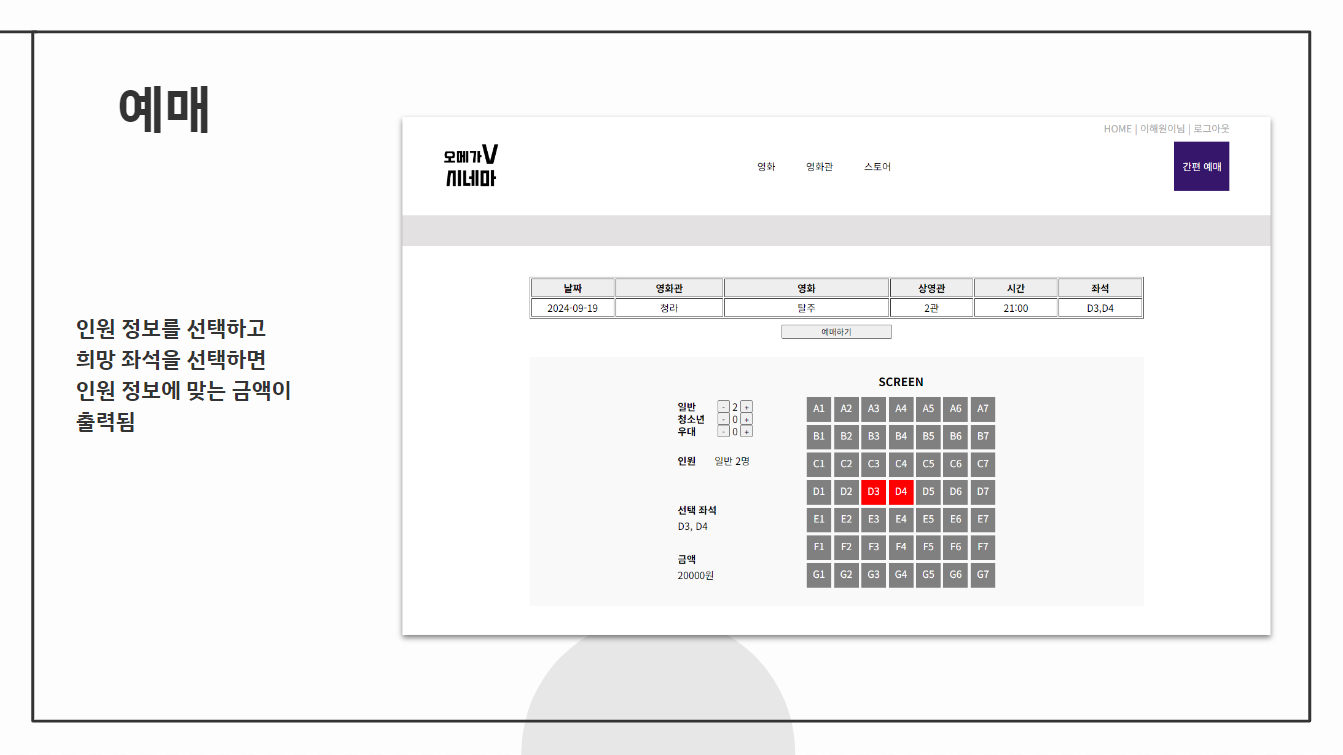 예매
인원 정보를 선택하고
희망 좌석을 선택하면
인원 정보에 맞는 금액이
출력됨
HOME | 이해원이님 | 로그아웃
오메가V
시네마
영화 영화관 스토어
간편 예매
날짜 영화관 영화 상영관 시간 좌석
2024-09-19 청라 탈주 2관 21:00 D3,D4
예매하기
SCREEN
일반 - 2 +
청소년 - 0 +
우대 - 0 +
인원 일반 2명
선택 좌석
D3, D4
금액
20000원
A1 A2 A3 A4 A5 A6 A7
B1 B2 B3 B4 B5 B6 B7
C1 C2 C3 C4 C5 C6 C7
D1 D2 D3 D4 D5 D6 D7
E1 E2 E3 E4 E5 E6 E7
F1 F2 F3 F4 F5 F6 F7
G1 G2 G3 G4 G5 G6 G7